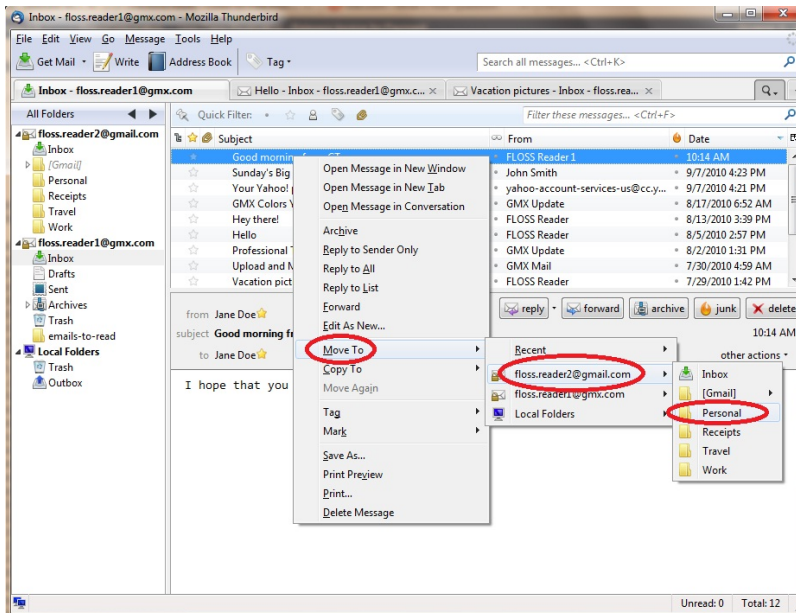 Inbox - floss.reader1@gmx.com - Mozilla Thunderbird
File Edit View Go Message Tools Help
Get Mail Write Address Book Tag Search all messages... <Ctrl+K>
Inbox - floss.reader1@gmx.com Hello - Inbox - floss.reader1@gmx.c... Vacation pictures - Inbox - floss.rea...
All Folders Quick Filter: Filter these messages... <Ctrl+F>
Subject From Date
floss.reader2@gmail.com
Inbox
[Gmail]
Personal
Receipts
Travel
Work
floss.reader1@gmx.com
Inbox
Drafts
Sent
Archives
Trash
emails-to-read
Local Folders
Trash
Outbox
Good morning FLOSS Reader 1 10:14 AM
Sunday's Big John Smith 9/7/2010 4:23 PM
Your Yahoo! yahoo-account-services-us@cc.y... 9/7/2010 4:21 PM
GMX Colors GMX Update 8/17/2010 6:52 AM
Hey there! FLOSS Reader 8/13/2010 3:39 PM
Hello FLOSS Reader 8/5/2010 2:57 PM
Professional GMX Update 8/2/2010 1:31 PM
Upload and GMX Mail 7/30/2010 4:59 AM
Vacation pict FLOSS Reader 7/29/2010 1:42 PM
from Jane Doe reply forward archive junk delete
subject Good morning fr 10:14 AM
to Jane Doe other actions
I hope that you
Open Message in New Window
Open Message in New Tab
Open Message in Conversation
Archive
Reply to Sender Only
Reply to All
Reply to List
Forward
Edit As New...
Move To
Copy To
Move Again
Tag
Mark
Save As...
Print Preview
Print...
Delete Message
Recent
floss.reader2@gmail.com
floss.reader1@gmx.com
Local Folders
Inbox
[Gmail]
Personal
Receipts
Travel
Work
Unread: 0 Total: 12